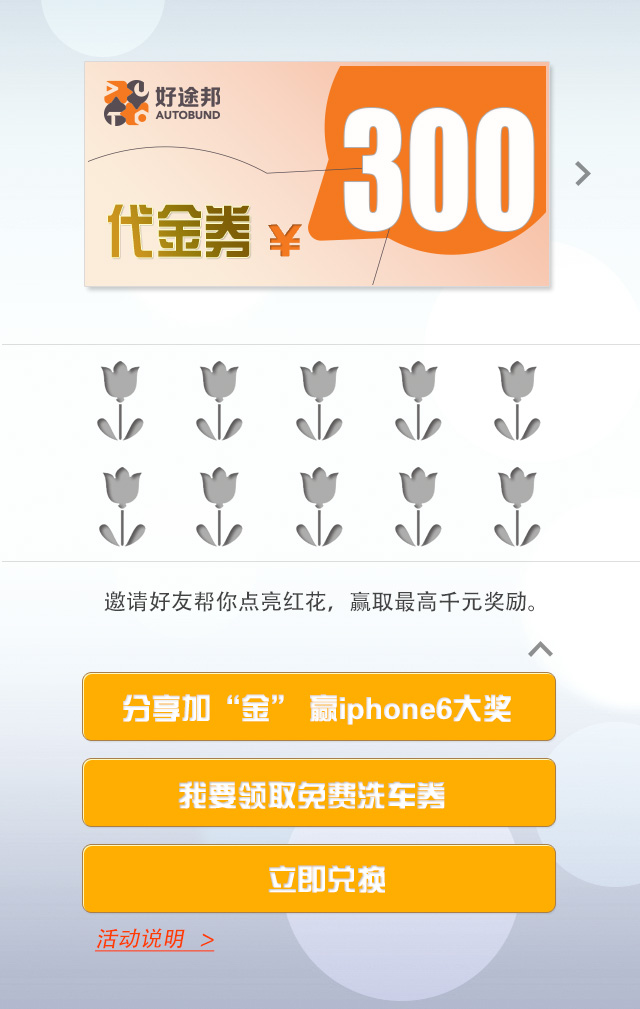 好途邦
AUTOBUND
300
代金券 ¥
邀请好友帮你点亮红花，赢取最高千元奖励。
分享加“金” 赢iphone6大奖
我要领取免费洗车券
立即兑换
活动说明 >